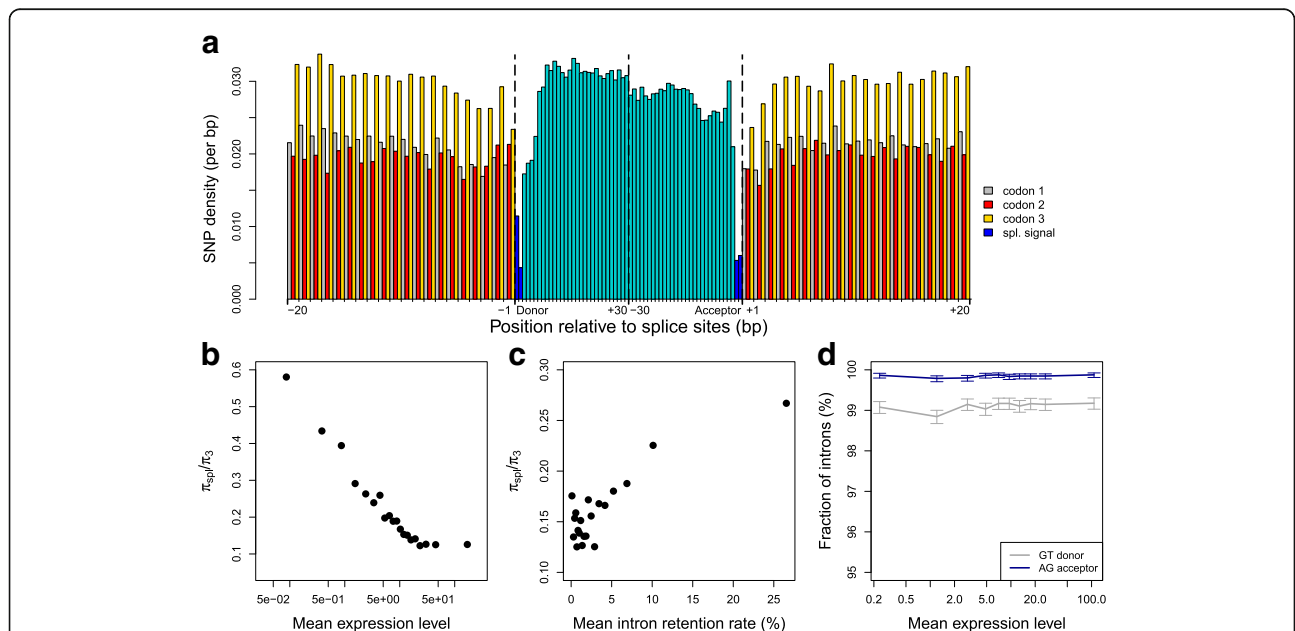 a
SNP density (per bp)
0.030
0.020
0.010
0.000
−20
−1 Donor
+30 −30
Acceptor +1
+20
Position relative to splice sites (bp)
codon 1
codon 2
codon 3
spl. signal
b
πspl/π3
0.6
0.5
0.4
0.3
0.2
0.1
5e−02 5e−01 5e+00 5e+01
Mean expression level
c
πspl/π3
0.30
0.25
0.20
0.15
0.10
0 5 10 15 20 25
Mean intron retention rate (%)
d
Fraction of introns (%)
100
99
98
97
96
95
GT donor
AG acceptor
0.2 0.5 2.0 5.0 20.0 100.0
Mean expression level